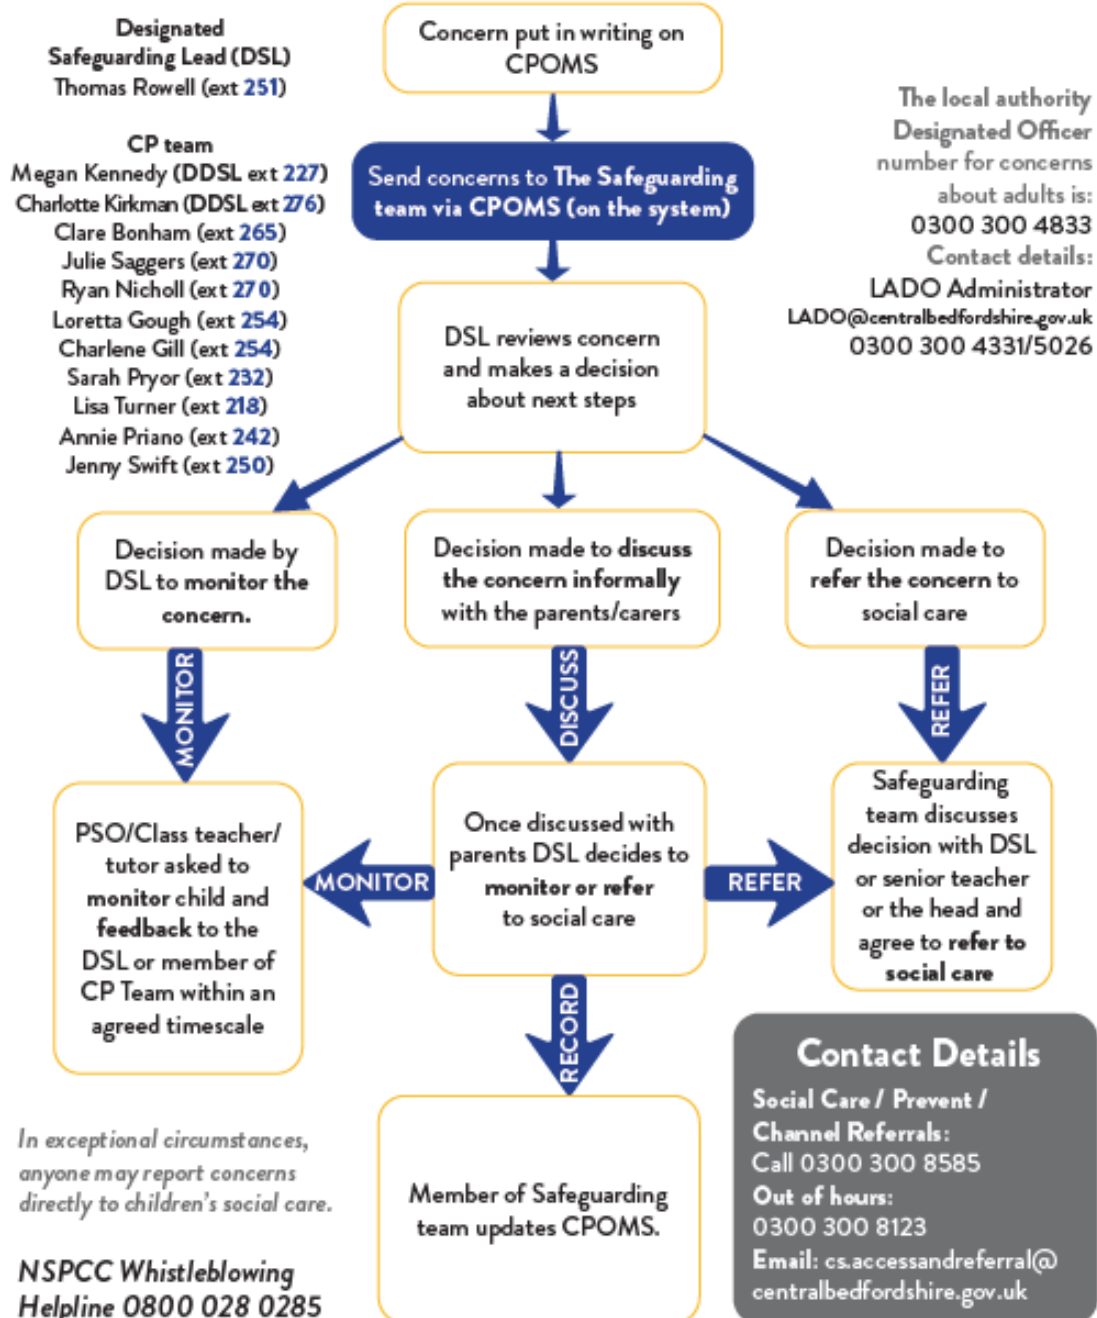 Designated
Safeguarding Lead (DSL)
Thomas Rowell (ext 251)
CP team
Megan Kennedy (DDSL ext 227)
Charlotte Kirkman (DDSL ext 276)
Clare Bonham (ext 265)
Julie Saggers (ext 270)
Ryan Nicholl (ext 270)
Loretta Gough (ext 254)
Charlene Gill (ext 254)
Sarah Pryor (ext 232)
Lisa Turner (ext 218)
Annie Priano (ext 242)
Jenny Swift (ext 250)
Concern put in writing on
CPOMS
Send concerns to The Safeguarding
team via CPOMS (on the system)
The local authority
Designated Officer
number for concerns
about adults is:
0300 300 4833
Contact details:
LADO Administrator
LADO@centralbedfordshire.gov.uk
0300 300 4331/5026
DSL reviews concern
and makes a decision
about next steps
Decision made by
DSL to monitor the
concern.
Decision made to discuss
the concern informally
with the parents/carers
Decision made to
refer the concern to
social care
MONITOR
DISCUSS
REFER
PSO/Class teacher/
tutor asked to
monitor child and
feedback to the
DSL or member of
CP Team within an
agreed timescale
MONITOR
Once discussed with
parents DSL decides to
monitor or refer
to social care
REFER
Safeguarding
team discusses
decision with DSL
or senior teacher
or the head and
agree to refer to
social care
RECORD
Member of Safeguarding
team updates CPOMS.
In exceptional circumstances,
anyone may report concerns
directly to children's social care.
NSPCC Whistleblowing
Helpline 0800 028 0285
Contact Details
Social Care / Prevent /
Channel Referrals:
Call 0300 300 8585
Out of hours:
0300 300 8123
Email: cs.accessandreferral@
centralbedfordshire.gov.uk